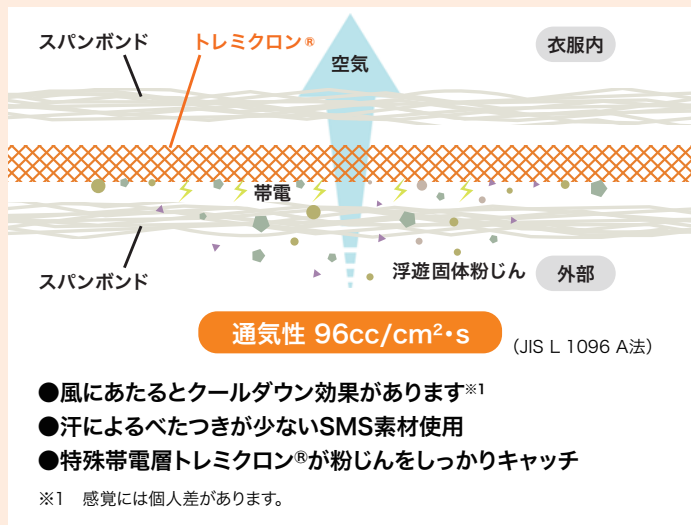 スパンボンド
トレミクロン®
空気
衣服内
帯電
スパンボンド
浮遊固体粉じん
外部
通気性 96cc/cm²・s
(JIS L 1096 A法)
●風にあたるとクールダウン効果があります※1
●汗によるべたつきが少ないSMS素材使用
●特殊帯電層トレミクロン®が粉じんをしっかりキャッチ
※1 感覚には個人差があります。